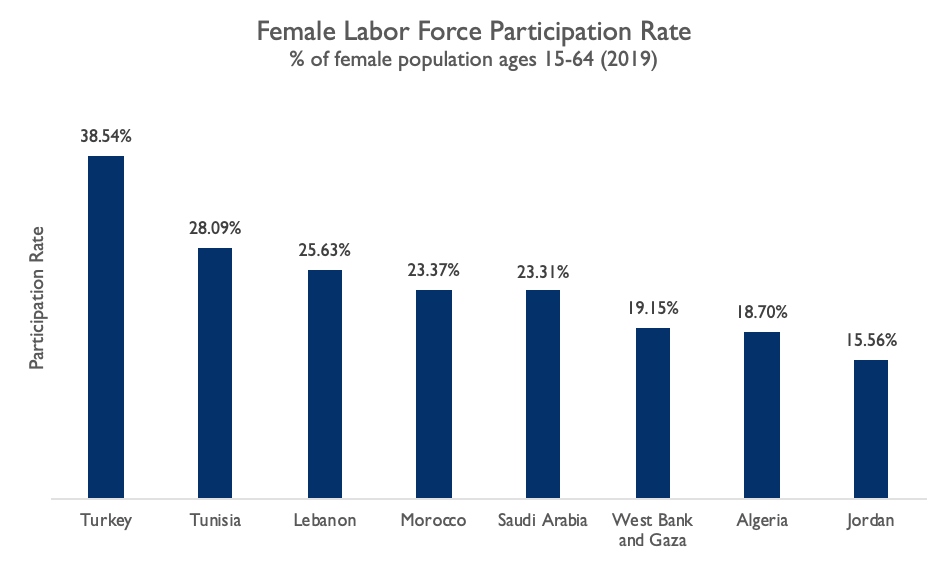 Female Labor Force Participation Rate
% of female population ages 15-64 (2019)
Participation Rate
38.54%
28.09%
25.63%
23.37%
23.31%
19.15%
18.70%
15.56%
Turkey
Tunisia
Lebanon
Morocco
Saudi Arabia
West Bank
and Gaza
Algeria
Jordan